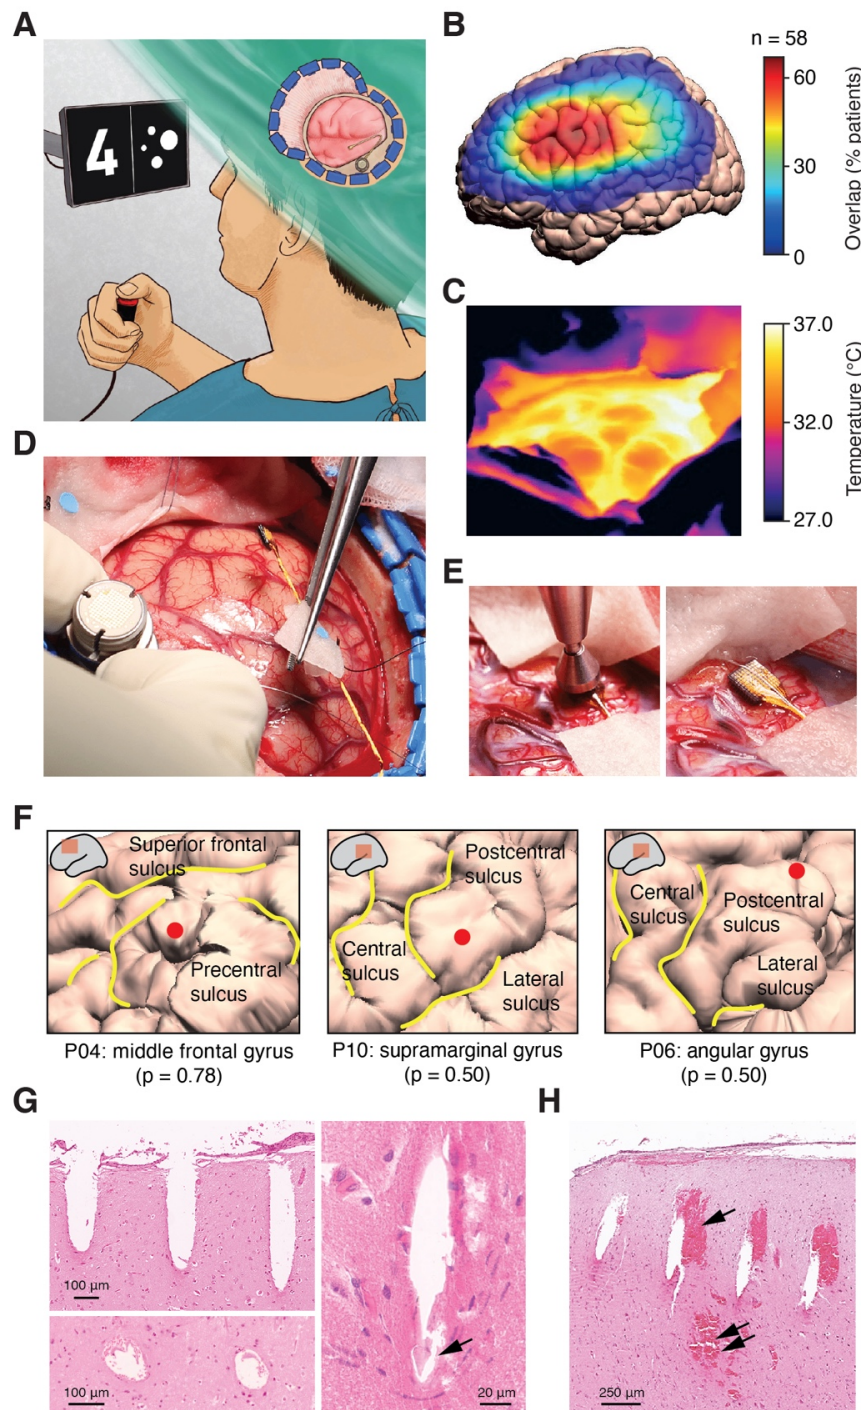 A
4
B
n = 58
60
30
0
Overlap (% patients)
C
37.0
32.0
27.0
Temperature (°C)
D
E
F
Superior frontal
sulcus
Precentral
sulcus
P04: middle frontal gyrus
(p = 0.78)
Postcentral
sulcus
Central
sulcus
Lateral
sulcus
P10: supramarginal gyrus
(p = 0.50)
Central
sulcus
Postcentral
sulcus
Lateral
sulcus
P06: angular gyrus
(p = 0.50)
G
100 µm
100 µm
20 µm
H
250 µm